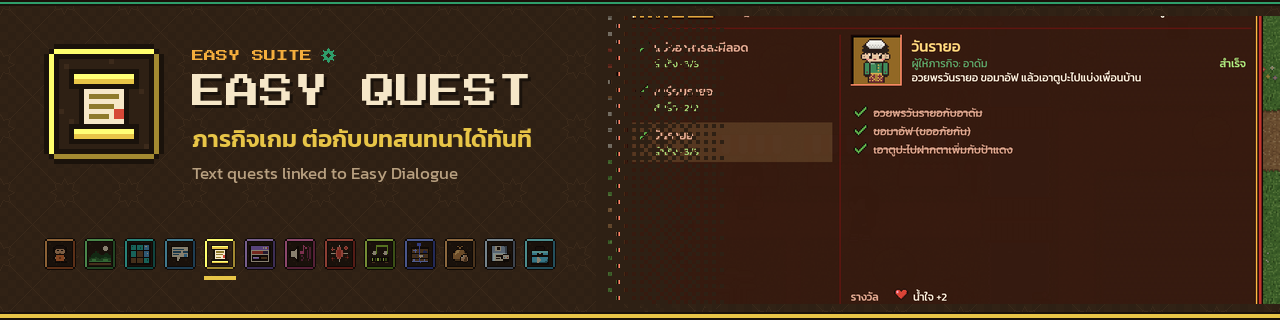 EASY SUITE
EASY QUEST
ภารกิจเกม ต่อกับบทสนทนาได้ทันที
Text quests linked to Easy Dialogue
วันรายอ
ผู้ให้ภารกิจ: อาดัม
สำเร็จ
อวยพรวันรายอ ขอมาอัฟ แล้วเอาตูปะไปแบ่งเพื่อนบ้าน
อวยพรวันรายอกับอาดัม
ขอมาอัฟ (ขออภัยกัน)
เอาตูปะไปฝากตาเพิ่มกับป้าแดง
รางวัล
น้ำใจ +2